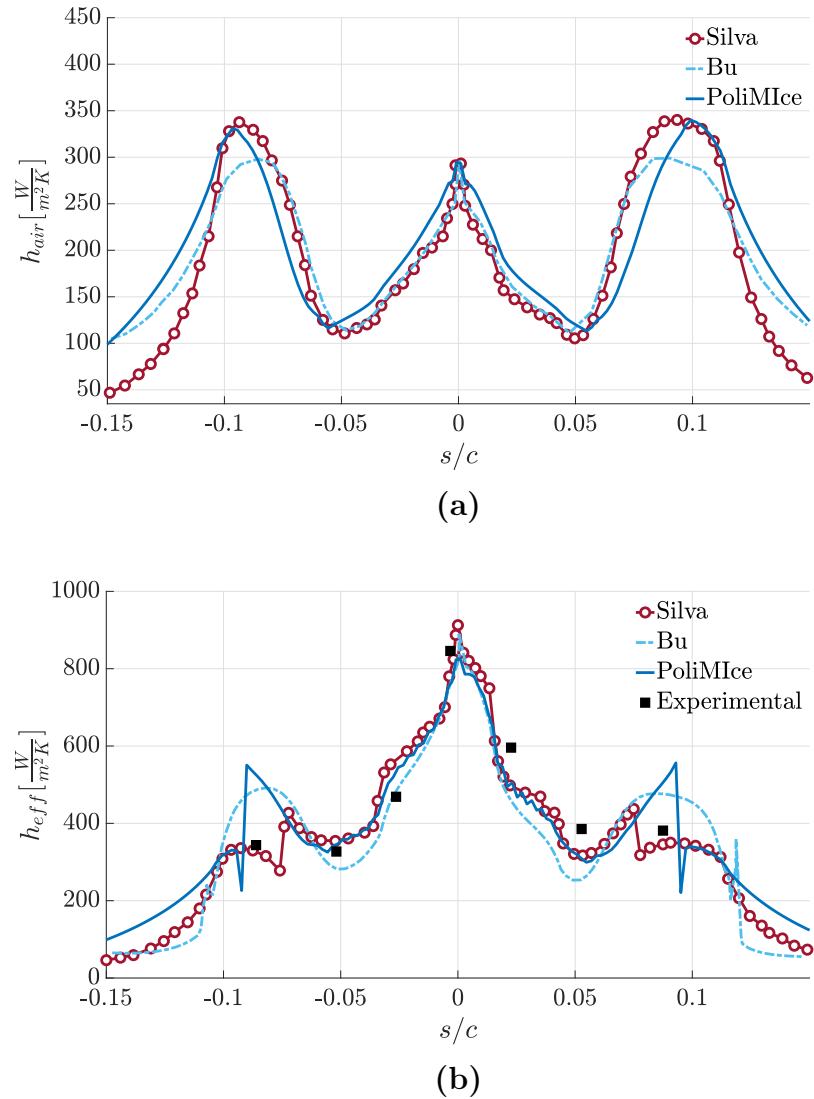 450
400
350
300
250
200
150
100
50
h_air [W/m²K]
Silva
Bu
PoliMIce
-0.15 -0.1 -0.05 0 0.05 0.1
s/c
(a)
1000
800
600
400
200
0
h_eff [W/m²K]
Silva
Bu
PoliMIce
Experimental
-0.15 -0.1 -0.05 0 0.05 0.1
s/c
(b)